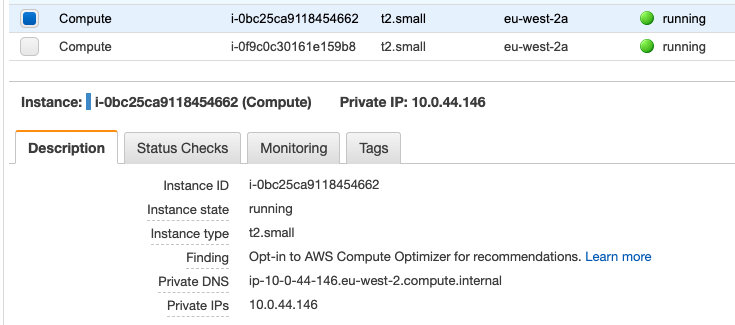 Compute i-0bc25ca9118454662 t2.small eu-west-2a running
Compute i-0f9c0c30161e159b8 t2.small eu-west-2a running
Instance: i-0bc25ca9118454662 (Compute) Private IP: 10.0.44.146
Description Status Checks Monitoring Tags
Instance ID i-0bc25ca9118454662
Instance state running
Instance type t2.small
Finding Opt-in to AWS Compute Optimizer for recommendations. Learn more
Private DNS ip-10-0-44-146.eu-west-2.compute.internal
Private IPs 10.0.44.146